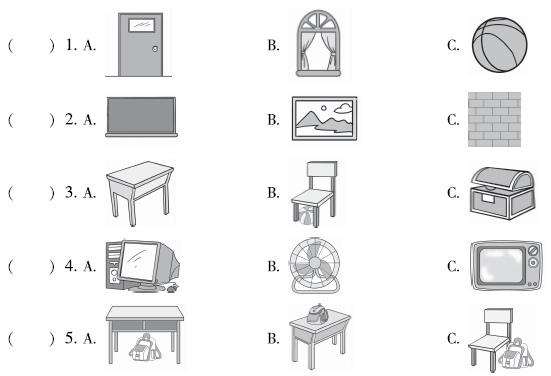 (    ) 1. A. B. C.
(    ) 2. A. B. C.
(    ) 3. A. B. C.
(    ) 4. A. B. C.
(    ) 5. A. B. C.